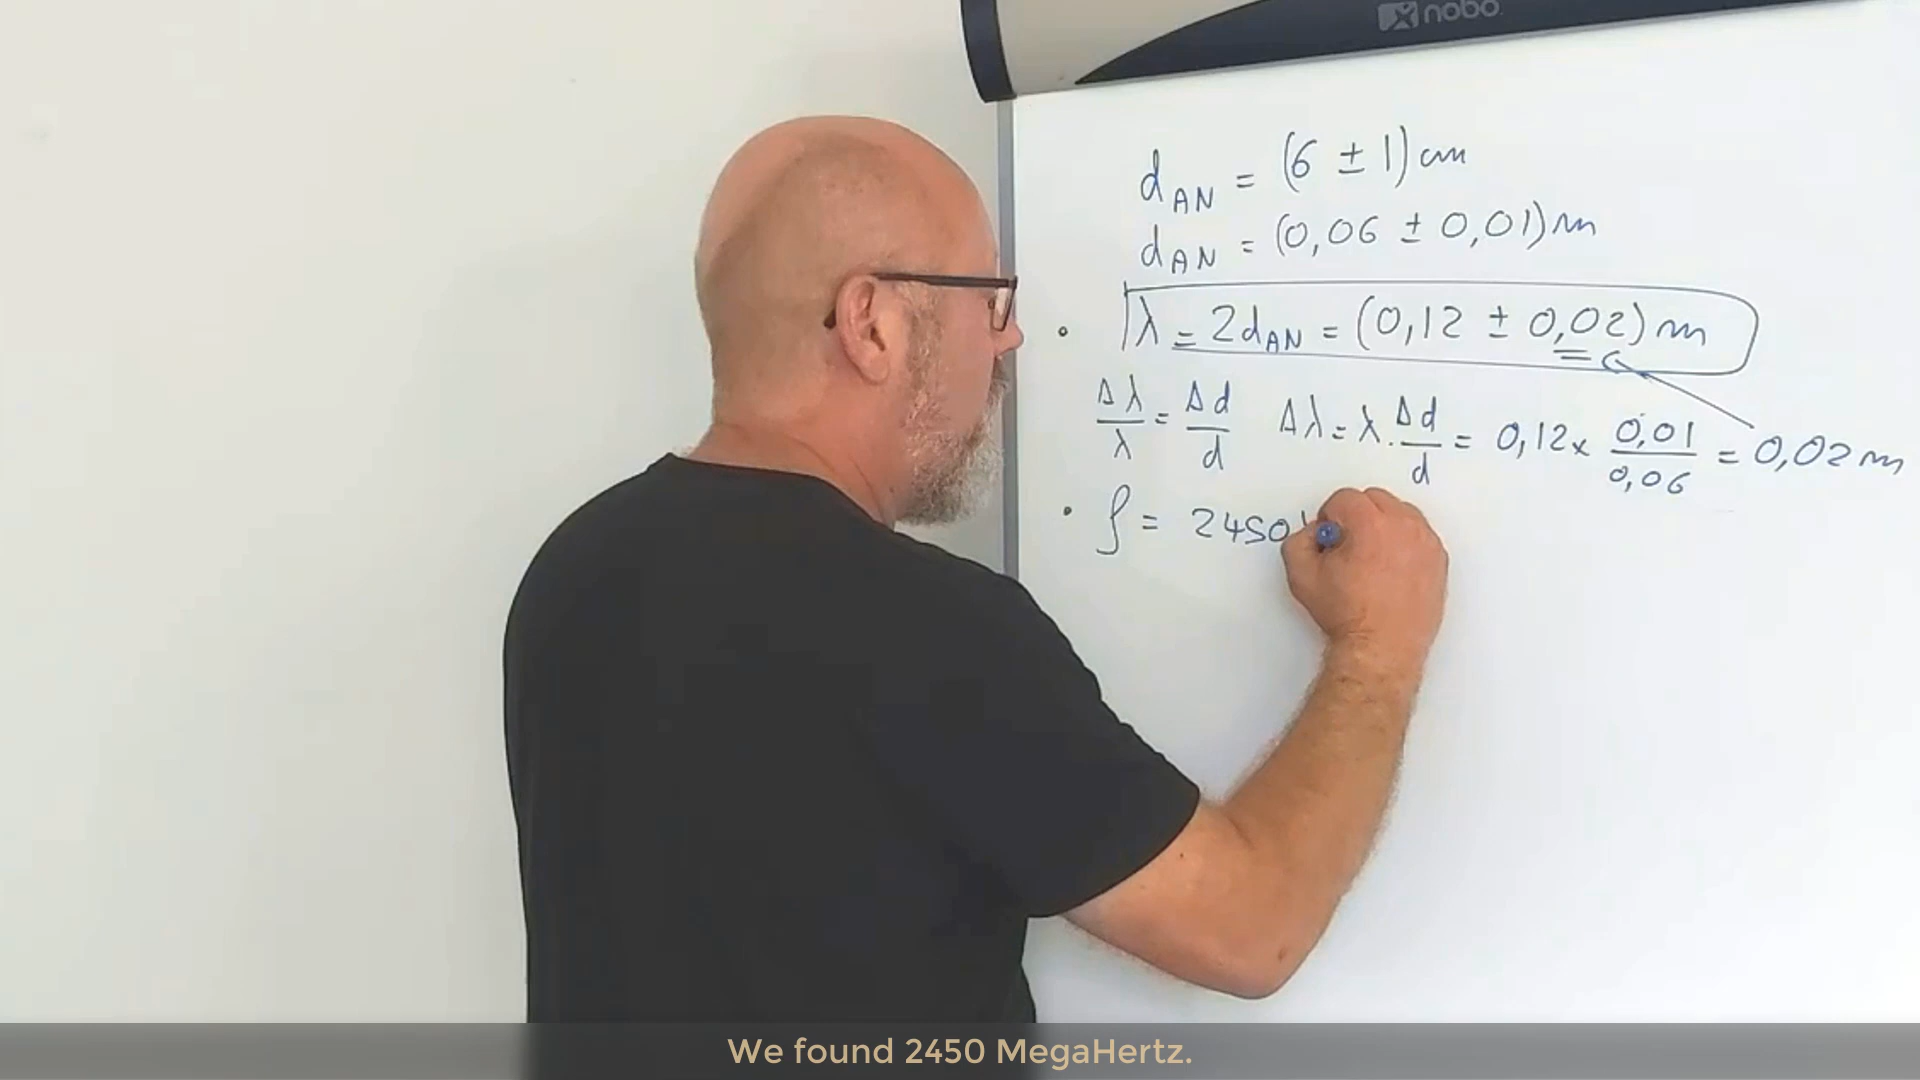 nobo
d_AN = (6 ± 1) cm
d_AN = (0,06 ± 0,01) m
• λ = 2d_AN = (0,12 ± 0,02) m
Δλ/λ = Δd/d Δλ = λ. Δd/d = 0,12 x 0,01/0,06 = 0,02 m
• f = 2450
We found 2450 MegaHertz.